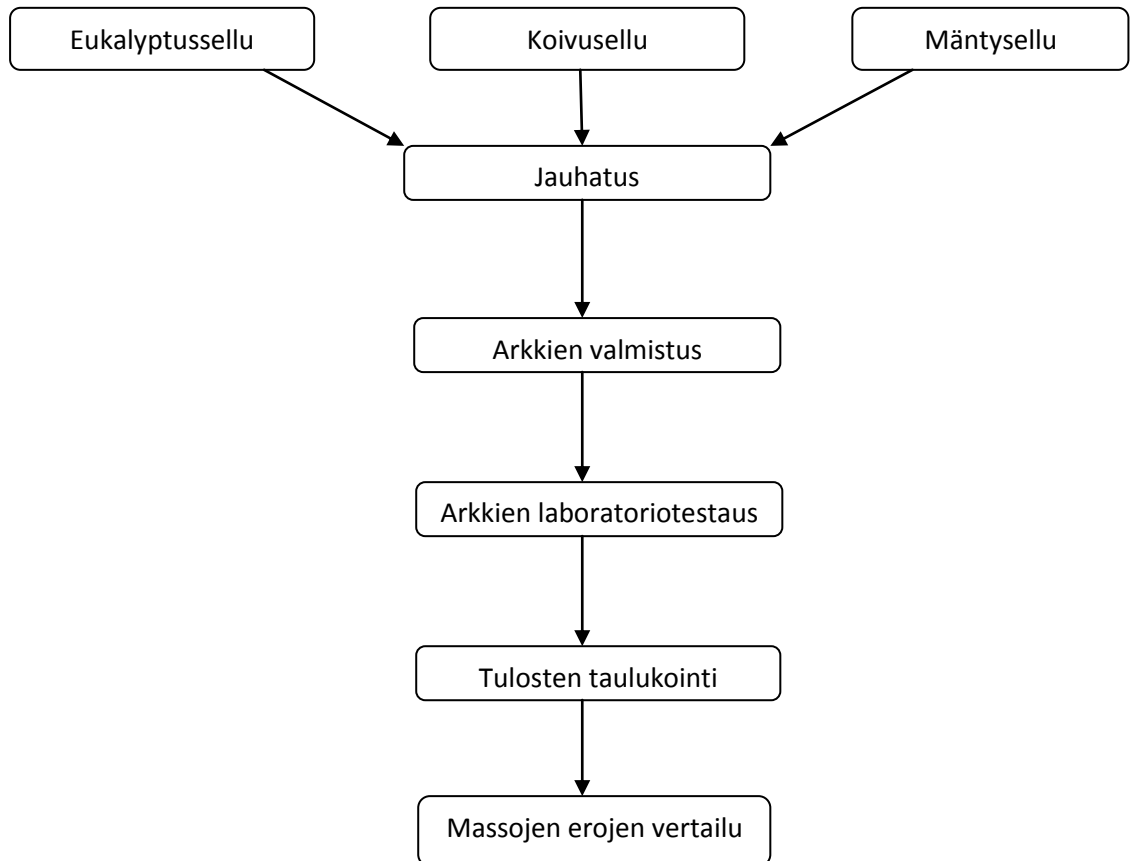 Eukalyptussellu
Koivusellu
Mäntysellu
Jauhatus
Arkkien valmistus
Arkkien laboratoriotestaus
Tulosten taulukointi
Massojen erojen vertailu